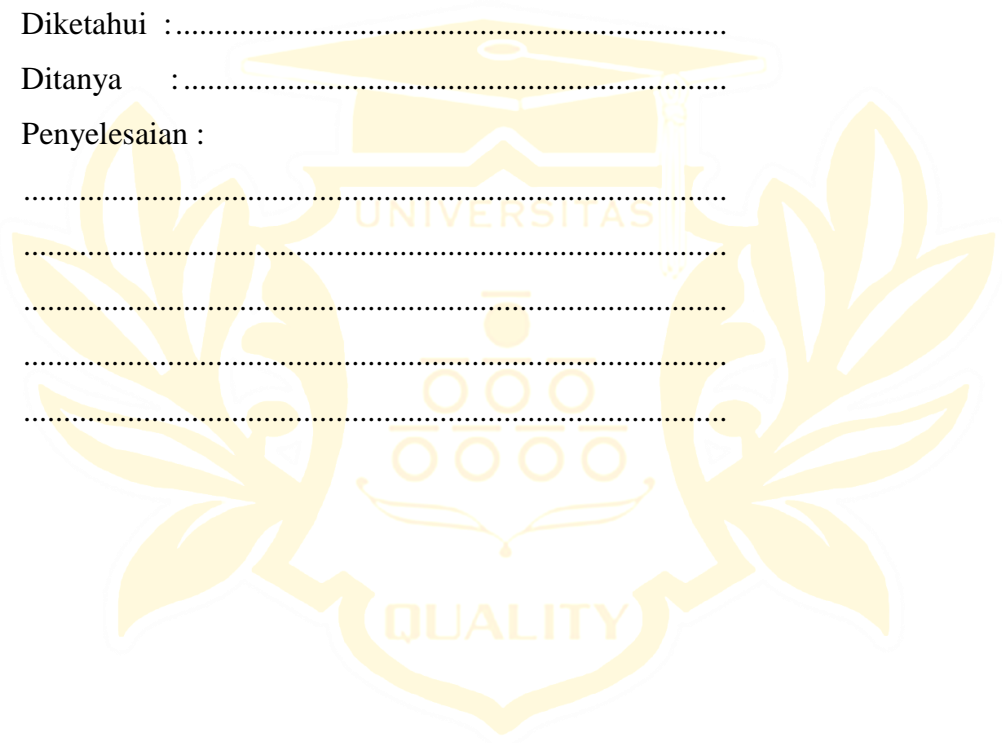 Diketahui :....................................................................
Ditanya :...................................................................
Penyelesaian :
.......................................................................................
UNIVERSITAS
.......................................................................................
.......................................................................................
.......................................................................................
.......................................................................................
QUALITY